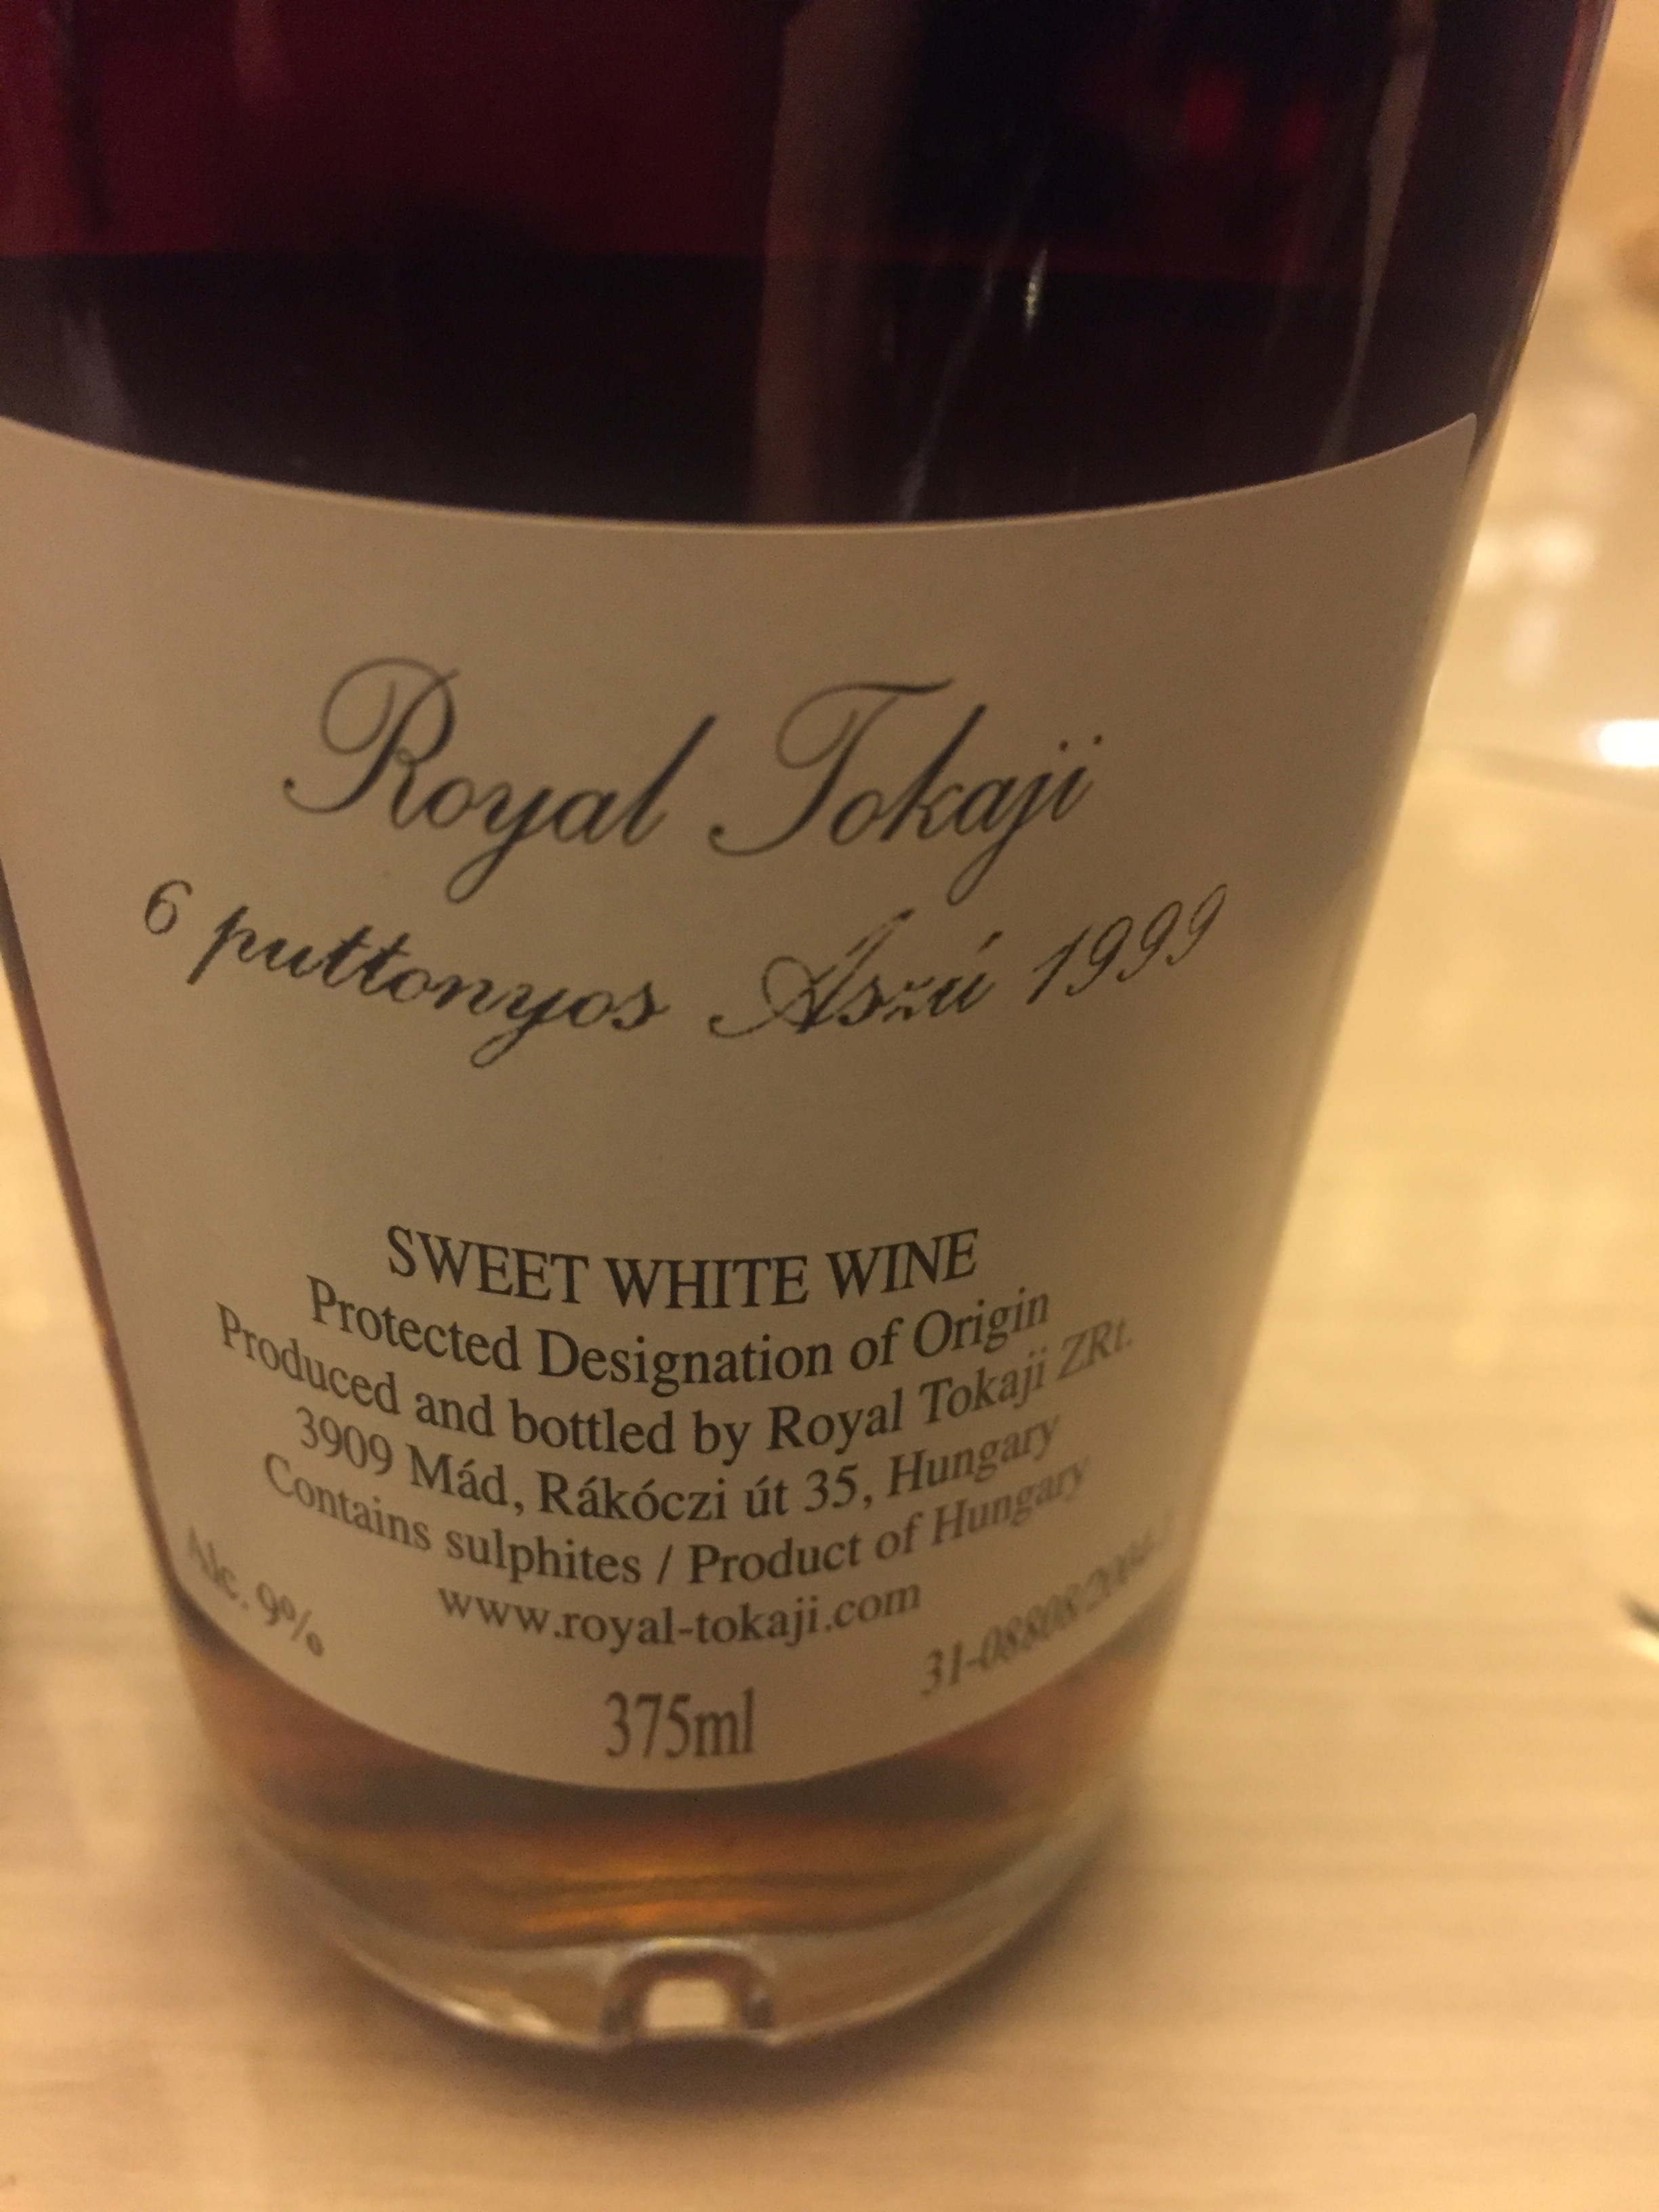 Royal Tokaji
6 puttonyos Aszú 1999
SWEET WHITE WINE
Protected Designation of Origin
Produced and bottled by Royal Tokaji ZRt.
3909 Mád, Rákóczi út 35, Hungary
Contains sulphites / Product of Hungary
www.royal-tokaji.com
Alc. 9%
375ml